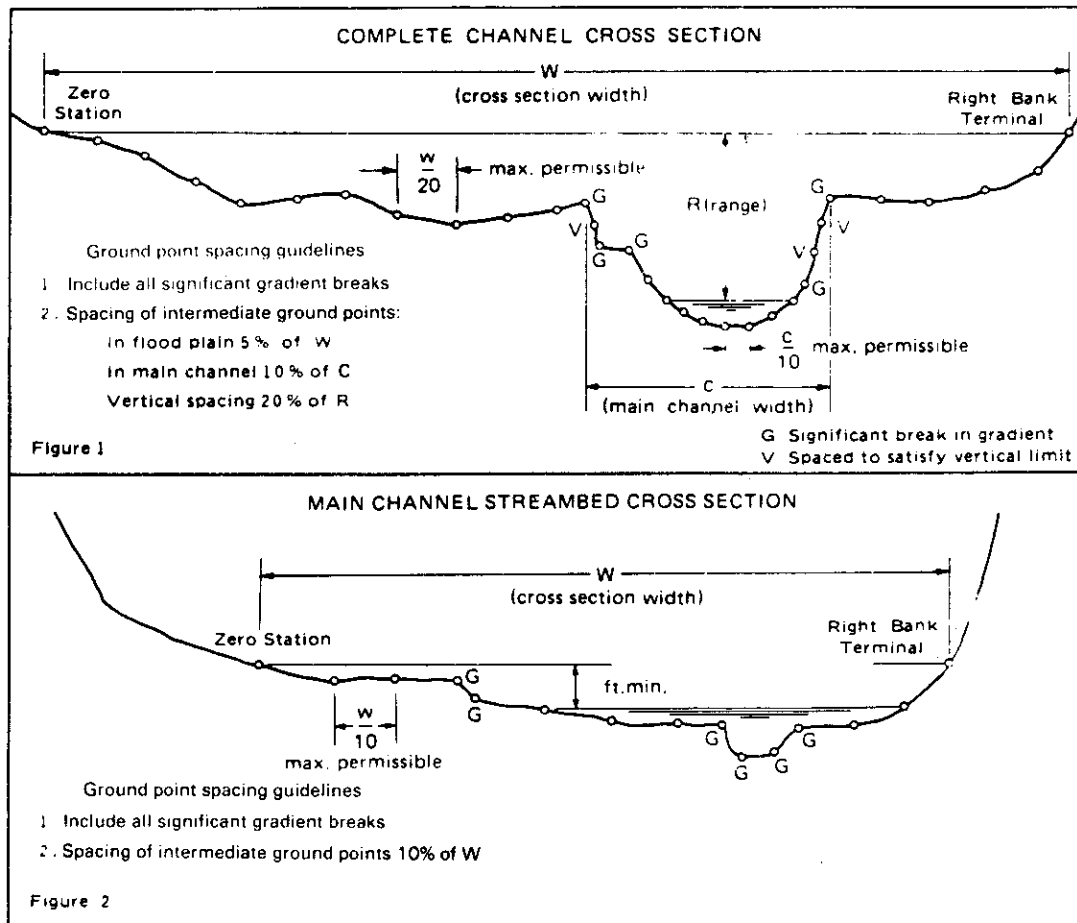 COMPLETE CHANNEL CROSS SECTION
W
(cross section width)
Zero
Station
Right Bank
Terminal
W
20
max. permissible
R(range)
G
G
V
G
G
V
V
G
Ground point spacing guidelines
1 Include all significant gradient breaks
2. Spacing of intermediate ground points:
In flood plain 5% of W
In main channel 10% of C
Vertical spacing 20% of R
C
10
max. permissible
C
(main channel width)
Figure 1
G Significant break in gradient
V Spaced to satisfy vertical limit
MAIN CHANNEL STREAMBED CROSS SECTION
W
(cross section width)
Zero Station
Right Bank
Terminal
G
G
ft.min.
W
10
max. permissible
G
G
G
G
Ground point spacing guidelines
1 Include all significant gradient breaks
2. Spacing of intermediate ground points 10% of W
Figure 2